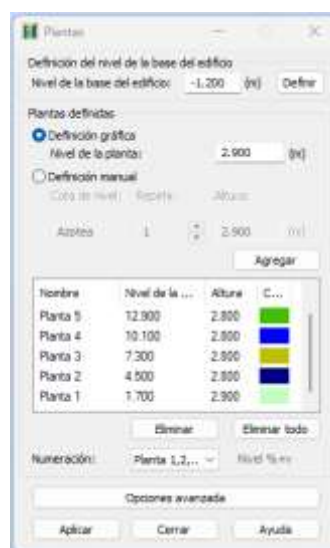 Plantas
Definición del nivel de la base del edificio
Nivel de la base del edificio: -1.200 (m) Definir
Plantas definidas
Definición gráfica
Nivel de la planta: 2.900 (m)
Definición manual
Cota de nivel: Repetir: Altura:
Azotea 1 2.900 (m)
Agregar
Nombre Nivel de la ... Altura C...
Planta 5 12.900 2.800
Planta 4 10.100 2.800
Planta 3 7.300 2.800
Planta 2 4.500 2.800
Planta 1 1.700 2.900
Eliminar Eliminar todo
Numeración: Planta 1,2,... Nivel
Opciones avanzada
Aplicar Cerrar Ayuda